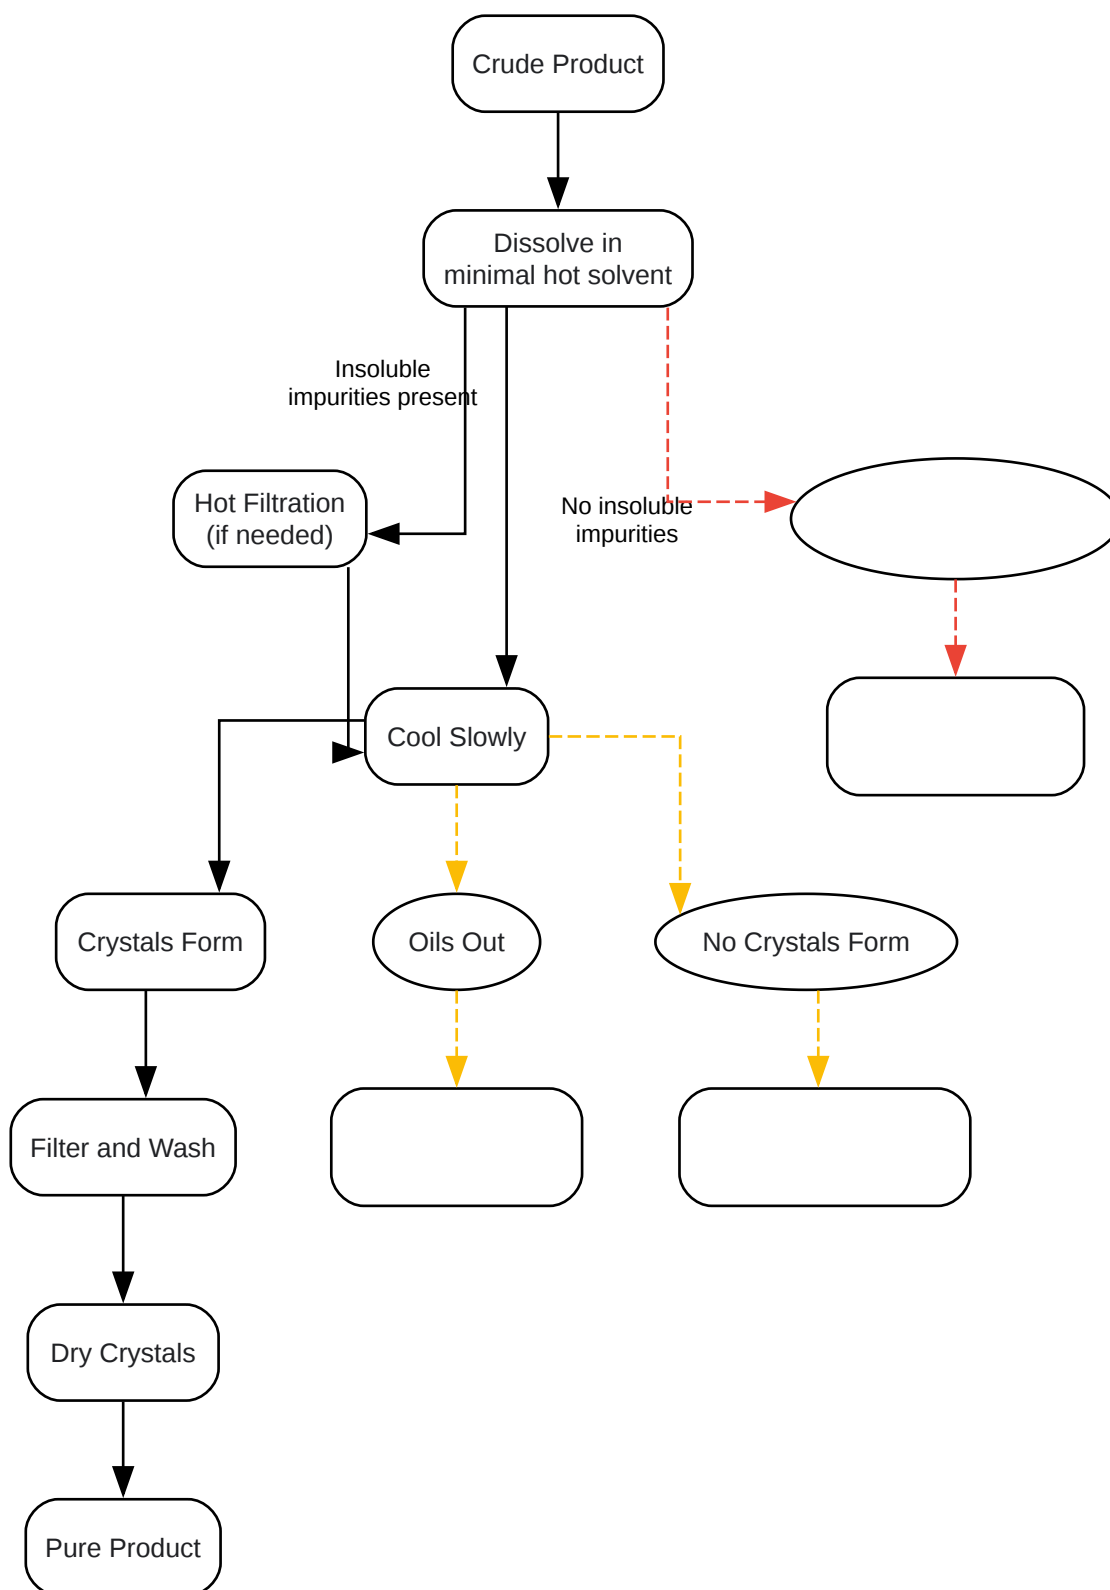 Crude Product
Dissolve in
minimal hot solvent
Insoluble
impurities present
Hot Filtration
(if needed)
No insoluble
impurities
Cool Slowly
Crystals Form
Oils Out
No Crystals Form
Filter and Wash
Dry Crystals
Pure Product